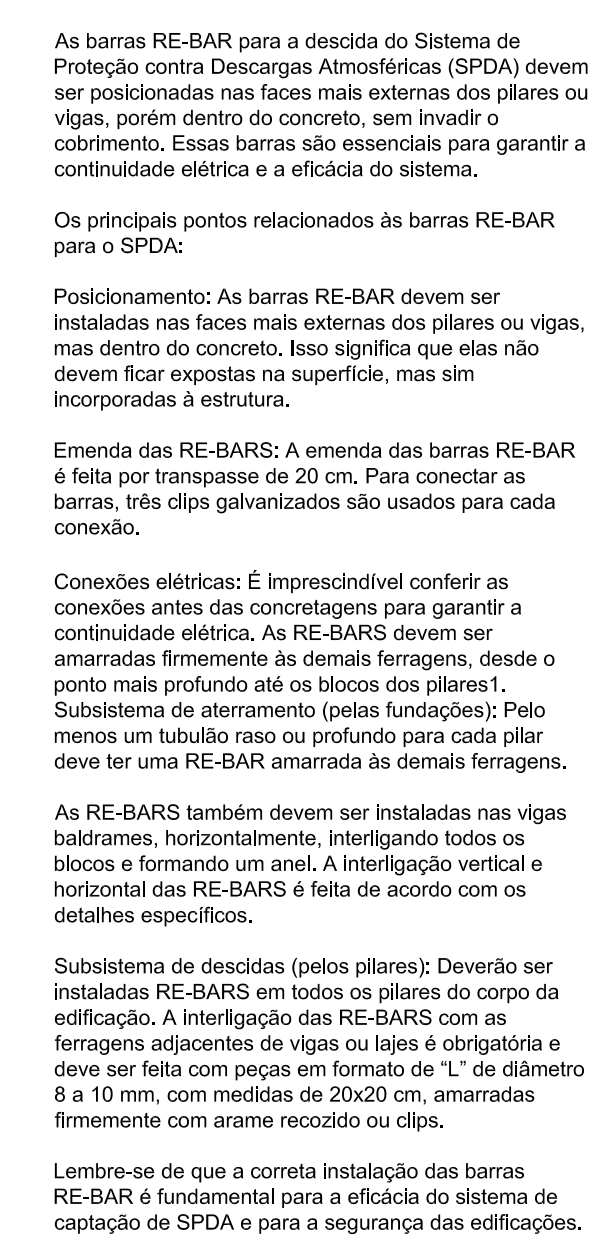 As barras RE-BAR para a descida do Sistema de
Proteção contra Descargas Atmosféricas (SPDA) devem
ser posicionadas nas faces mais externas dos pilares ou
vigas, porém dentro do concreto, sem invadir o
cobrimento. Essas barras são essenciais para garantir a
continuidade elétrica e a eficácia do sistema.

Os principais pontos relacionados às barras RE-BAR
para o SPDA:

Posicionamento: As barras RE-BAR devem ser
instaladas nas faces mais externas dos pilares ou vigas,
mas dentro do concreto. Isso significa que elas não
devem ficar expostas na superfície, mas sim
incorporadas à estrutura.

Emenda das RE-BARS: A emenda das barras RE-BAR
é feita por transpasse de 20 cm. Para conectar as
barras, três clips galvanizados são usados para cada
conexão.

Conexões elétricas: É imprescindível conferir as
conexões antes das concretagens para garantir a
continuidade elétrica. As RE-BARS devem ser
amarradas firmemente às demais ferragens, desde o
ponto mais profundo até os blocos dos pilares1.
Subsistema de aterramento (pelas fundações): Pelo
menos um tubulão raso ou profundo para cada pilar
deve ter uma RE-BAR amarrada às demais ferragens.

As RE-BARS também devem ser instaladas nas vigas
baldrames, horizontalmente, interligando todos os
blocos e formando um anel. A interligação vertical e
horizontal das RE-BARS é feita de acordo com os
detalhes específicos.

Subsistema de descidas (pelos pilares): Deverão ser
instaladas RE-BARS em todos os pilares do corpo da
edificação. A interligação das RE-BARS com as
ferragens adjacentes de vigas ou lajes é obrigatória e
deve ser feita com peças em formato de “L” de diâmetro
8 a 10 mm, com medidas de 20x20 cm, amarradas
firmemente com arame recozido ou clips.

Lembre-se de que a correta instalação das barras
RE-BAR é fundamental para a eficácia do sistema de
captação de SPDA e para a segurança das edificações.